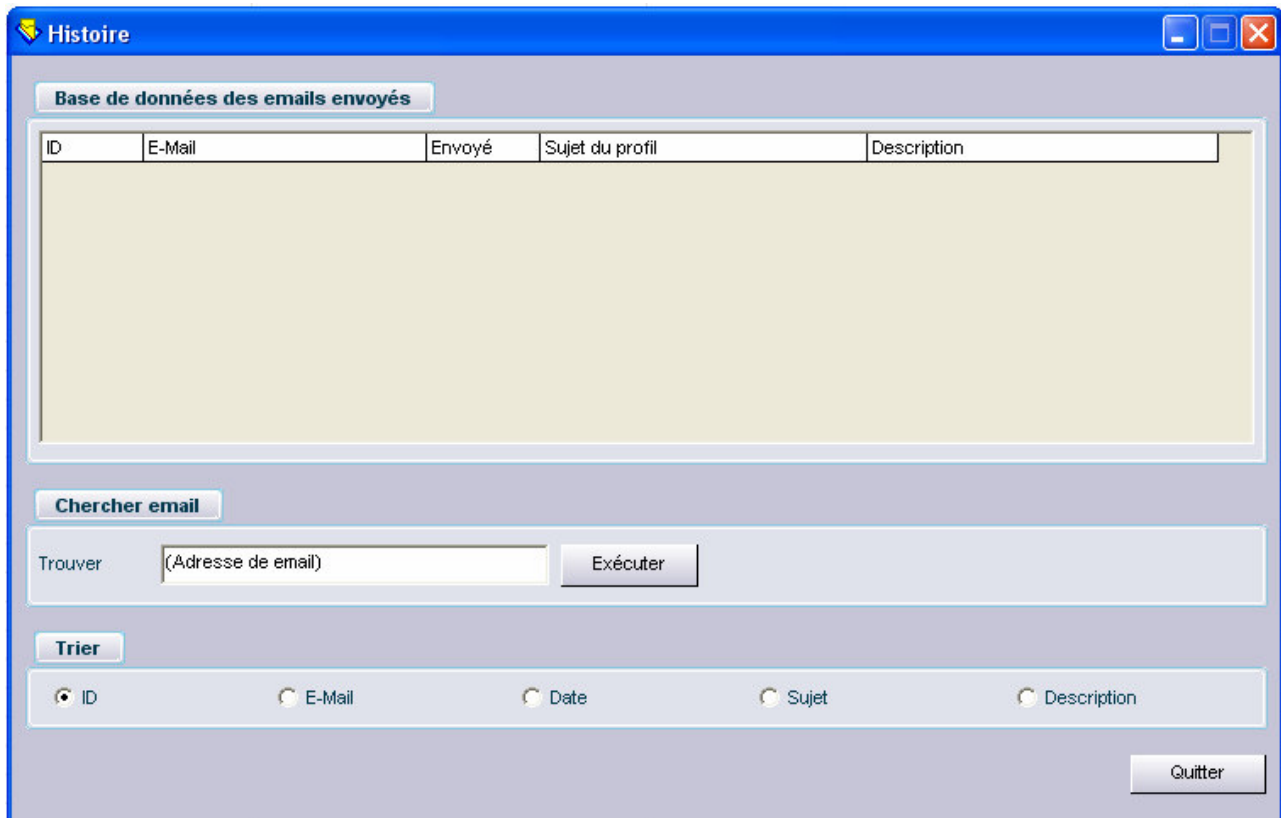 Histoire
Base de données des emails envoyés
ID E-Mail Envoyé Sujet du profil Description
Chercher email
Trouver (Adresse de email) Exécuter
Trier
ID E-Mail Date Sujet Description
Quitter